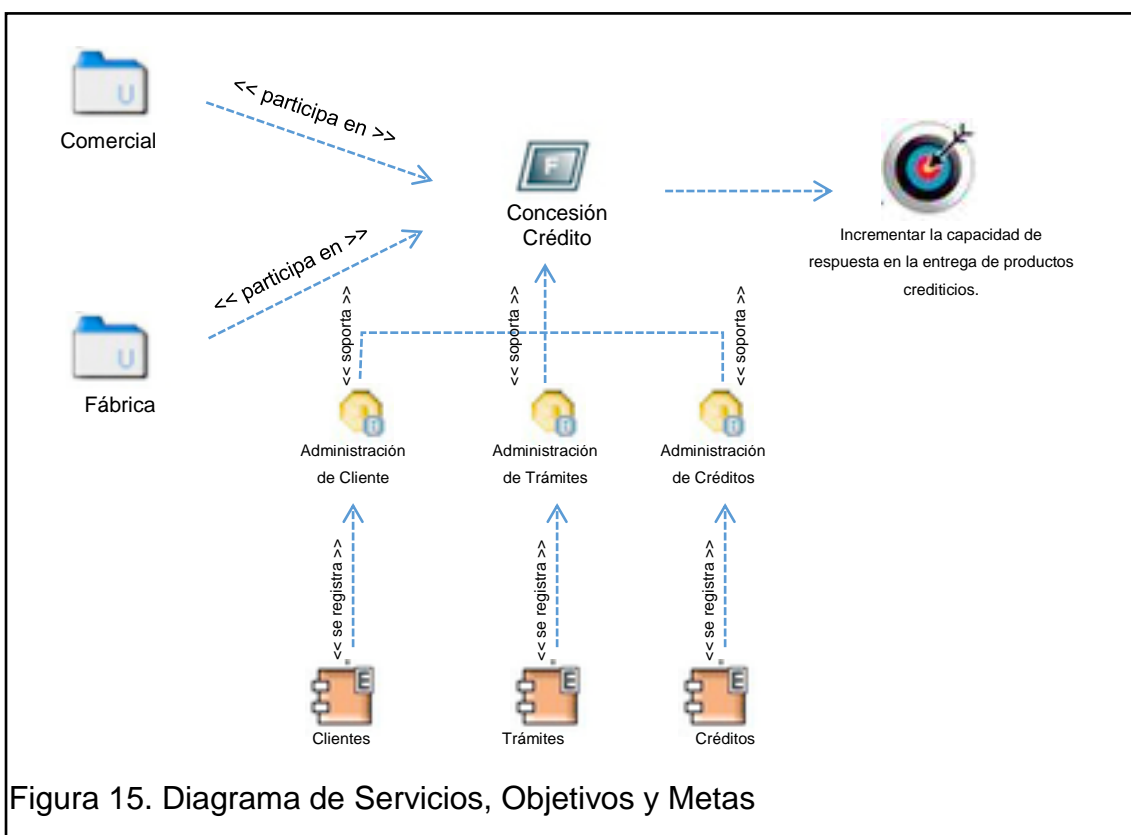 U
Comercial
<< participa en >>
F
Concesión
Crédito
Incrementar la capacidad de
respuesta en la entrega de productos
crediticios.
<< participa en >>
U
Fábrica
<< soporta >>
<< soporta >>
<< soporta >>
Administración
de Cliente
Administración
de Trámites
Administración
de Créditos
<< se registra >>
<< se registra >>
<< se registra >>
E
E
E
Clientes
Trámites
Créditos
Figura 15. Diagrama de Servicios, Objetivos y Metas